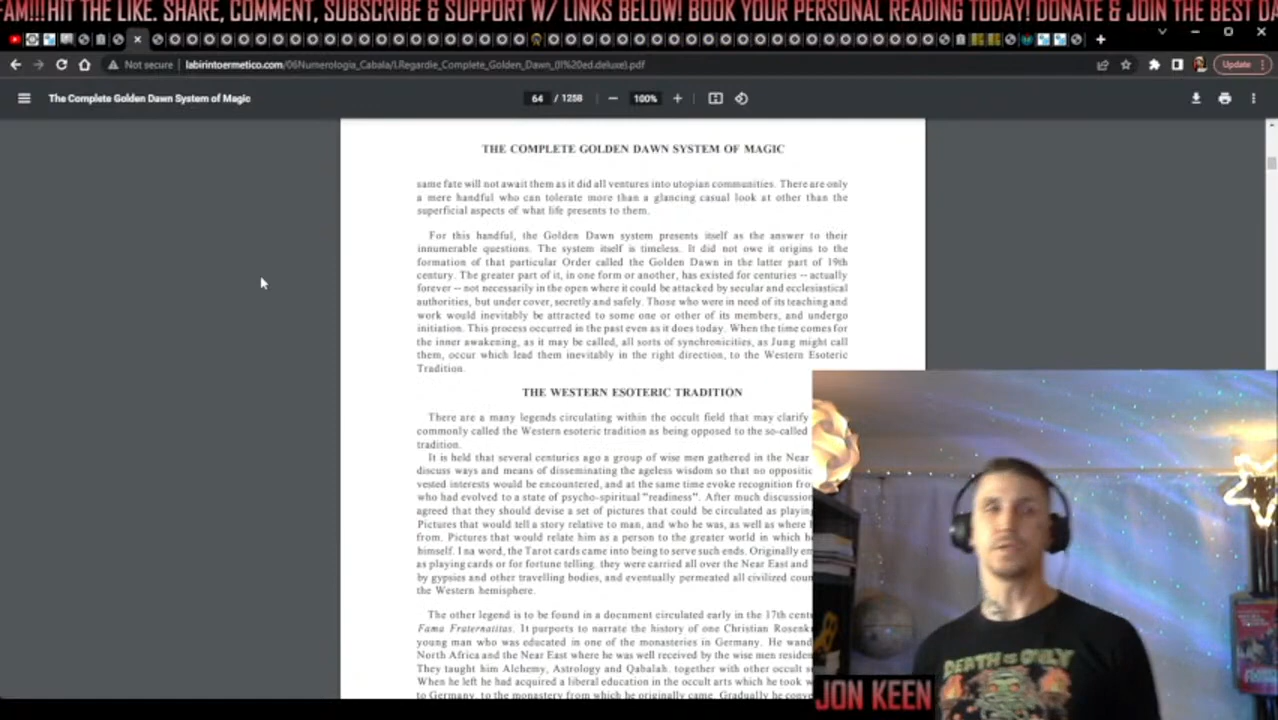 FAM!!!HIT THE LIKE. SHARE, COMMENT, SUBSCRIBE & SUPPORT W/ LINKS BELOW! BOOK YOUR PERSONAL READING TODAY! DONATE & JOIN THE BEST DA
Not secure labirintoermetico.com/06Numerologia_Cabala/I.Regardie_Complete_Golden_Dawn_(I%20ed.deluxe).pdf Update
The Complete Golden Dawn System of Magic 64 / 1258 100%
THE COMPLETE GOLDEN DAWN SYSTEM OF MAGIC
same fate will not await them as it did all ventures into utopian communities. There are only
a mere handful who can tolerate more than a glancing casual look at other than the
superficial aspects of what life presents to them.
For this handful, the Golden Dawn system presents itself as the answer to their
innumerable questions. The system itself is timeless. It did not owe it origins to the
formation of that particular Order called the Golden Dawn in the latter part of 19th
century. The greater part of it, in one form or another, has existed for centuries -- actually
forever -- not necessarily in the open where it could be attacked by secular and ecclesiastical
authorities, but under cover, secretly and safely. Those who were in need of its teaching and
work would inevitably be attracted to some one or other of its members, and undergo
initiation. This process occurred in the past even as it does today. When the time comes for
the inner awakening, as it may be called, all sorts of synchronicities, as Jung might call
them, occur which lead them inevitably in the right direction, to the Western Esoteric
Tradition.
THE WESTERN ESOTERIC TRADITION
There are a many legends circulating within the occult field that may clarify
commonly called the Western esoteric tradition as being opposed to the so-called
tradition.
It is held that several centuries ago a group of wise men gathered in the Near
discuss ways and means of disseminating the ageless wisdom so that no oppositio
vested interests would be encountered, and at the same time evoke recognition fro
who had evolved to a state of psycho-spiritual "readiness". After much discussion
agreed that they should devise a set of pictures that could be circulated as playing
Pictures that would tell a story relative to man, and who he was, as well as where h
from. Pictures that would relate him as a person to the greater world in which he
himself. I na word, the Tarot cards came into being to serve such ends. Originally em
as playing cards or for fortune telling. they were carried all over the Near East and
by gypsies and other travelling bodies, and eventually permeated all civilized coun
the Western hemisphere.
The other legend is to be found in a document circulated early in the 17th centu
Fama Fraternatitas. It purports to narrate the history of one Christian Rosenk
young man who was educated in one of the monasteries in Germany. He wand
North Africa and the Near East where he was well received by the wise men residen
They taught him Alchemy, Astrology and Qabalah. together with other occult s
When he left he had acquired a liberal education in the occult arts which he took w
to Germany, to the monastery from which he originally came. Gradually he conve
DEATH IS ONLY
JON KEEN